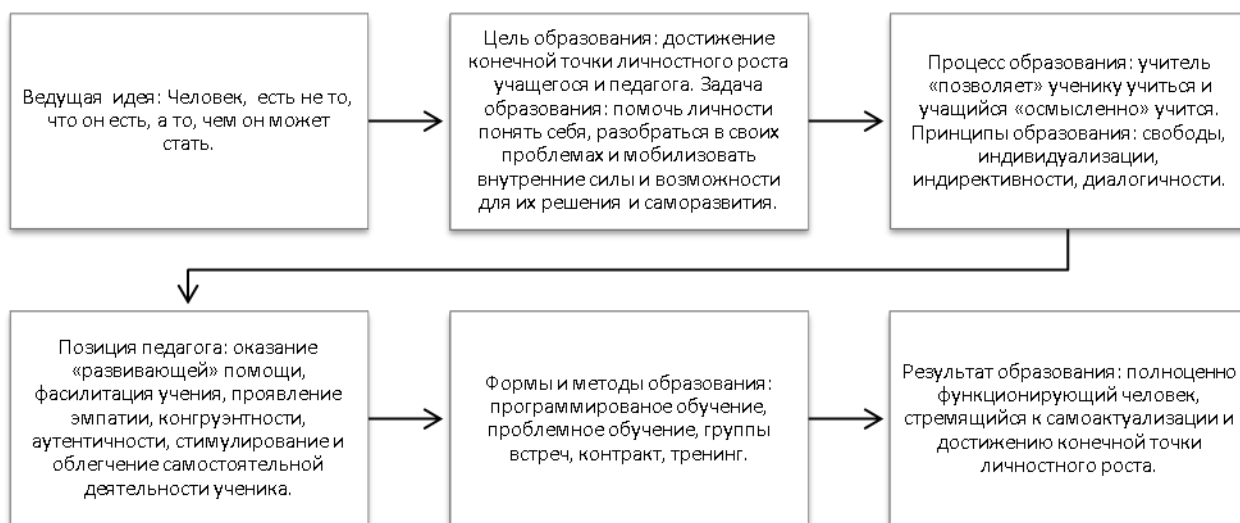 Ведущая идея: Человек, есть не то,
что он есть, а то, чем он может
стать.
Цель образования: достижение
конечной точки личностного роста
учащегося и педагога. Задача
образования: помочь личности
понять себя, разобраться в своих
проблемах и мобилизовать
внутренние силы и возможности
для их решения и саморазвития.
Процесс образования: учитель
«позволяет» ученику учиться и
учащийся «осмысленно» учится.
Принципы образования: свободы,
индивидуализации,
индирективности, диалогичности.
Позиция педагога: оказание
«развивающей» помощи,
фасилитация учения, проявление
эмпатии, конгруэнтности,
аутентичности, стимулирование и
облегчение самостоятельной
деятельности ученика.
Формы и методы образования:
программированое обучение,
проблемное обучение, группы
встреч, контракт, тренинг.
Результат образования: полноценно
функционирующий человек,
стремящийся к самоактуализации и
достижению конечной точки
личностного роста.